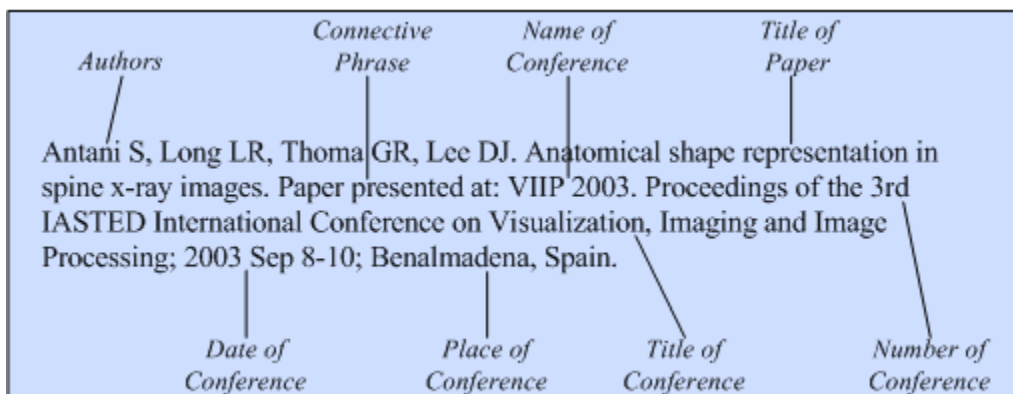 Connective Name of Title of
Authors Phrase Conference Paper
Antani S, Long LR, Thoma GR, Lee DJ. Anatomical shape representation in
spine x-ray images. Paper presented at: VIIP 2003. Proceedings of the 3rd
IASTED International Conference on Visualization, Imaging and Image
Processing; 2003 Sep 8-10; Benalmadena, Spain.
Date of Place of Title of Number of
Conference Conference Conference Conference